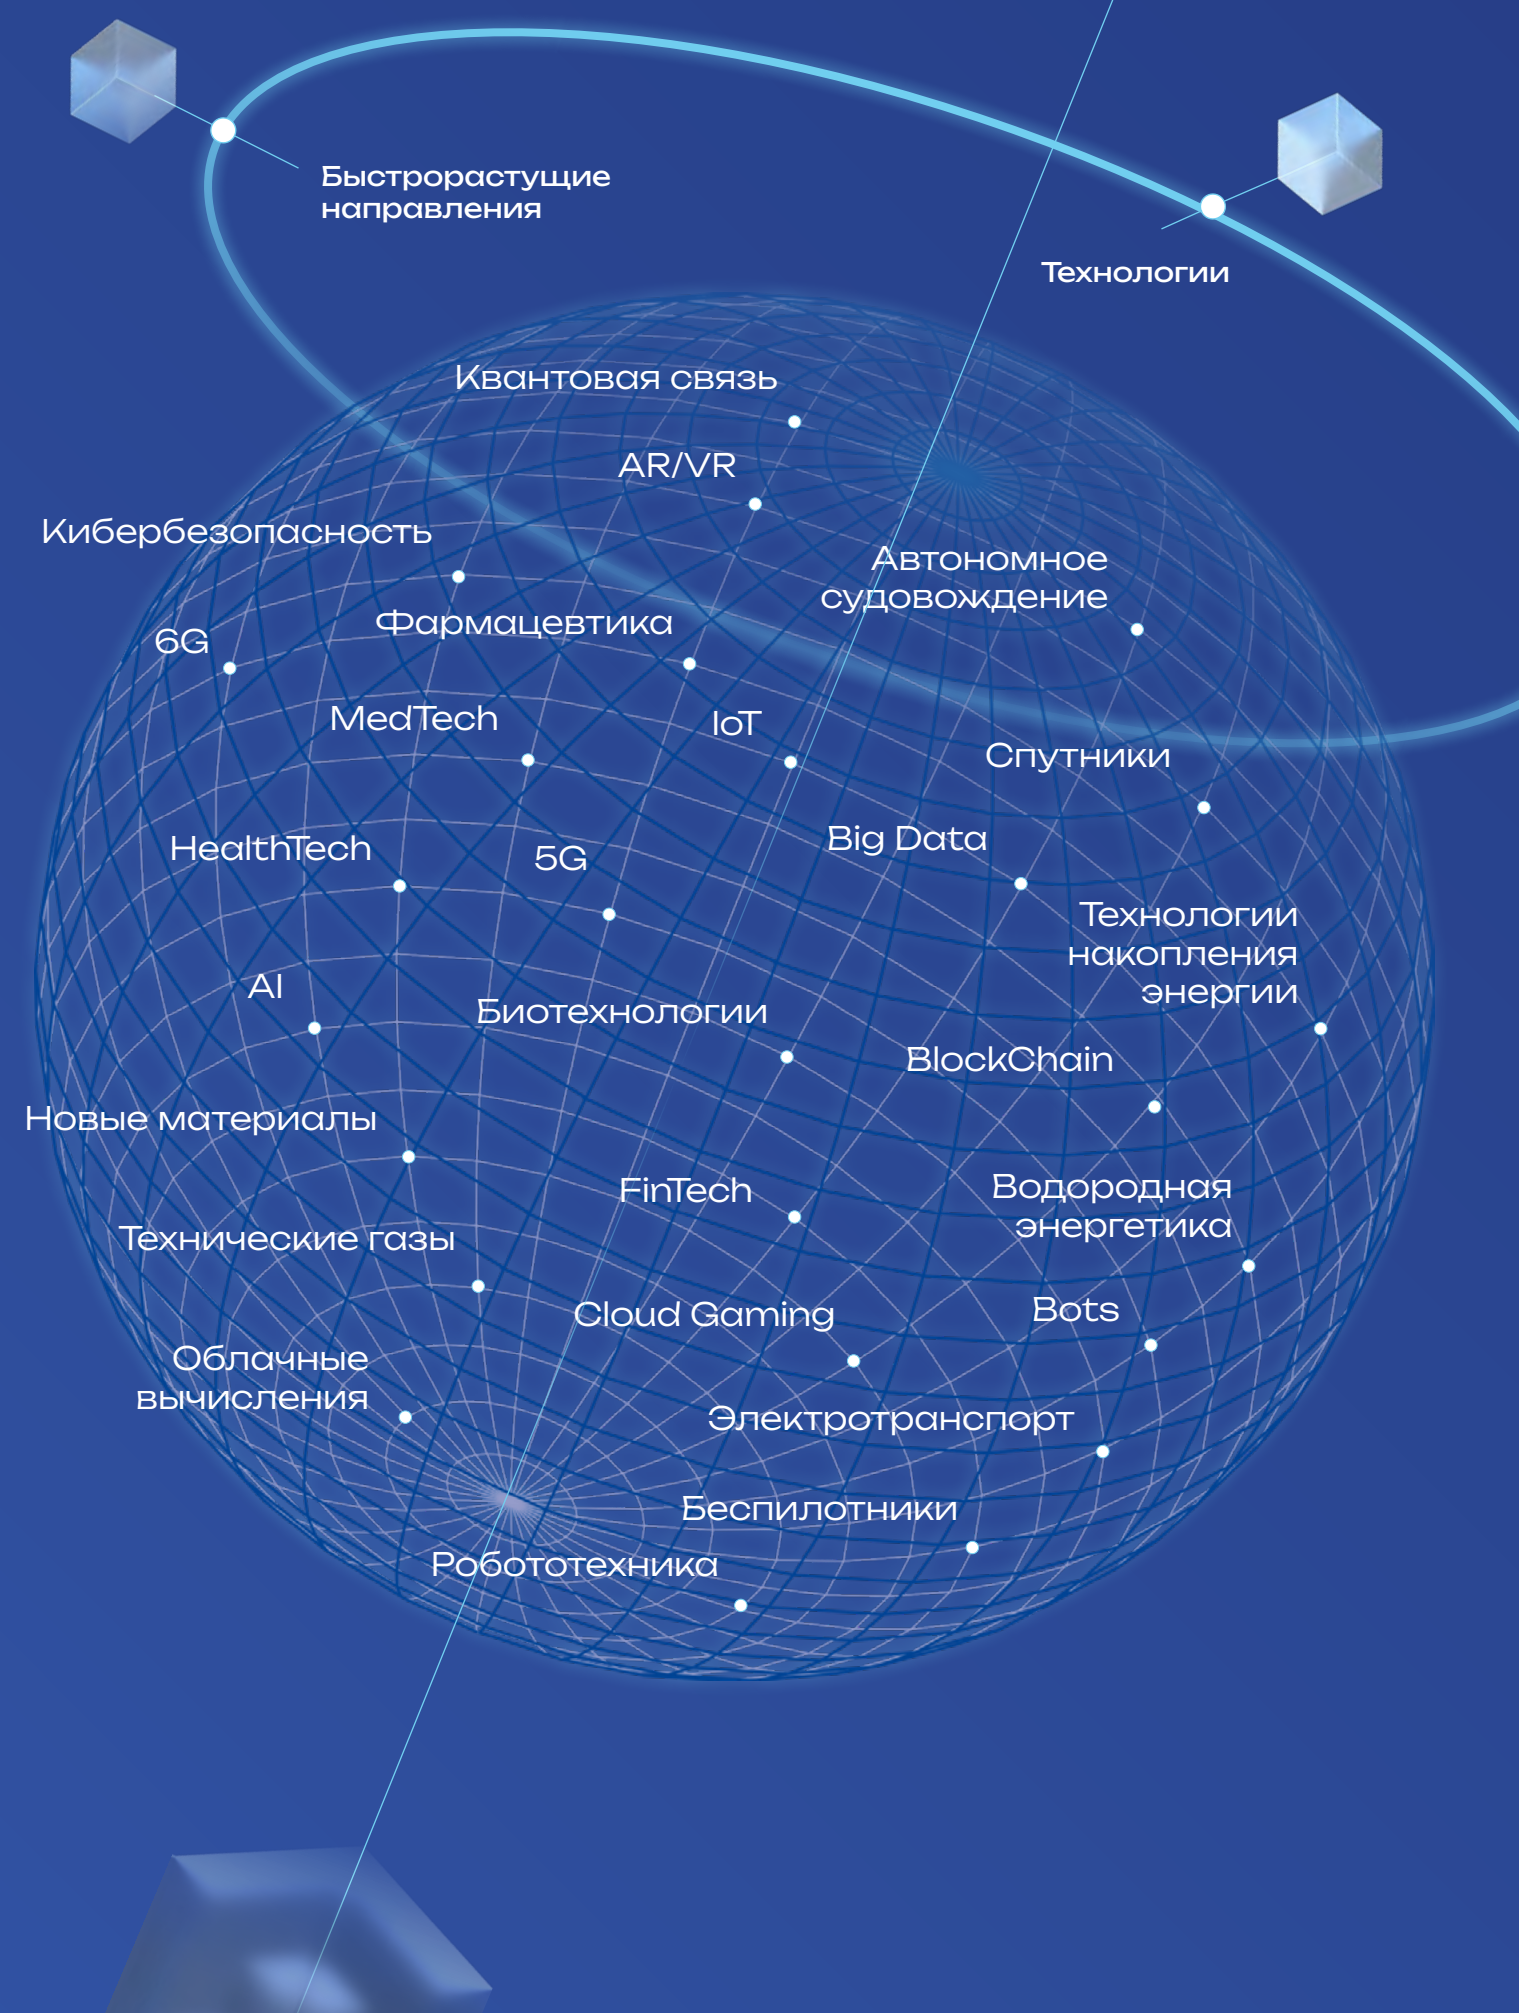 Быстрорастущие
направления
Технологии
Квантовая связь
AR/VR
Кибербезопасность
Автономное
судовождение
Фармацевтика
6G
MedTech
IoT
Спутники
Big Data
HealthTech
5G
Технологии
накопления
энергии
AI
Биотехнологии
BlockChain
Новые материалы
FinTech
Водородная
энергетика
Технические газы
Cloud Gaming
Bots
Облачные
вычисления
Электротранспорт
Беспилотники
Робототехника